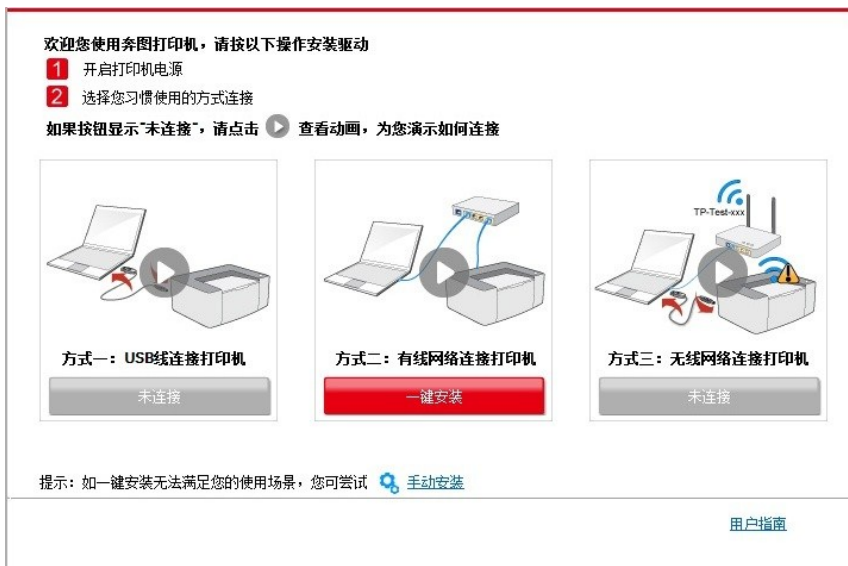 欢迎您使用奔图打印机，请按以下操作安装驱动
1 开启打印机电源
2 选择您习惯使用的方式连接
如果按钮显示"未连接"，请点击 查看动画，为您演示如何连接
TP-Test-xxx
方式一：USB线连接打印机
方式二：有线网络连接打印机
方式三：无线网络连接打印机
未连接
一键安装
未连接
提示：如一键安装无法满足您的使用场景，您可尝试 手动安装
用户指南